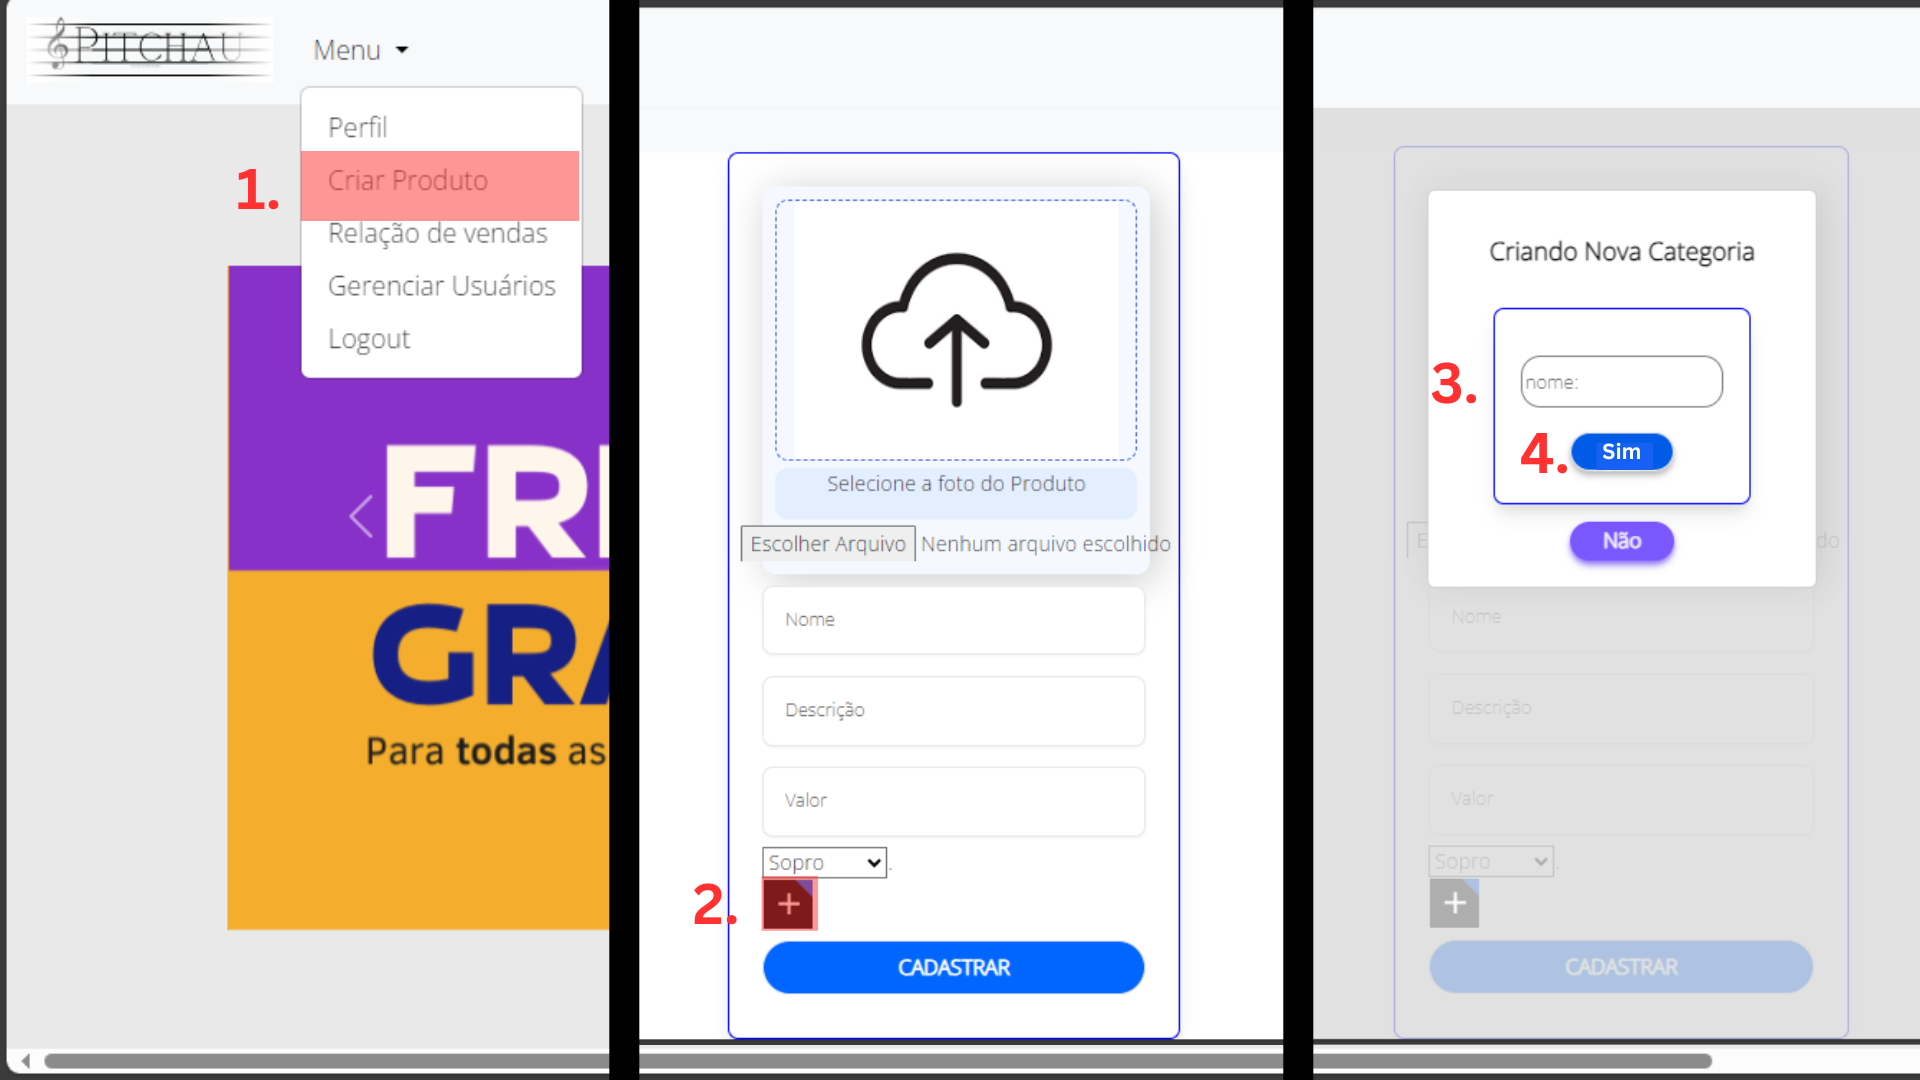 PITCHAU
Menu
Perfil
1.
Criar Produto
Relação de vendas
Gerenciar Usuários
Logout
GRA
Para todas as
Selecione a foto do Produto
Escolher Arquivo
Nenhum arquivo escolhido
Nome
Descrição
Valor
Sopro
2.
+
CADASTRAR
Criando Nova Categoria
3.
nome:
4.
Sim
Não
do
Nome
Descrição
Valor
Sopro
+
CADASTRAR